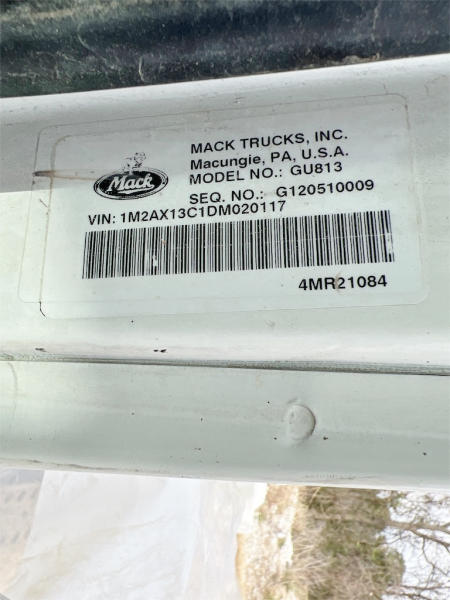 MACK TRUCKS, INC.
Macungie, PA, U.S.A.
MODEL NO.: GU813
Mack
SEQ. NO.: G120510009
VIN: 1M2AX13C1DM020117
4MR21084